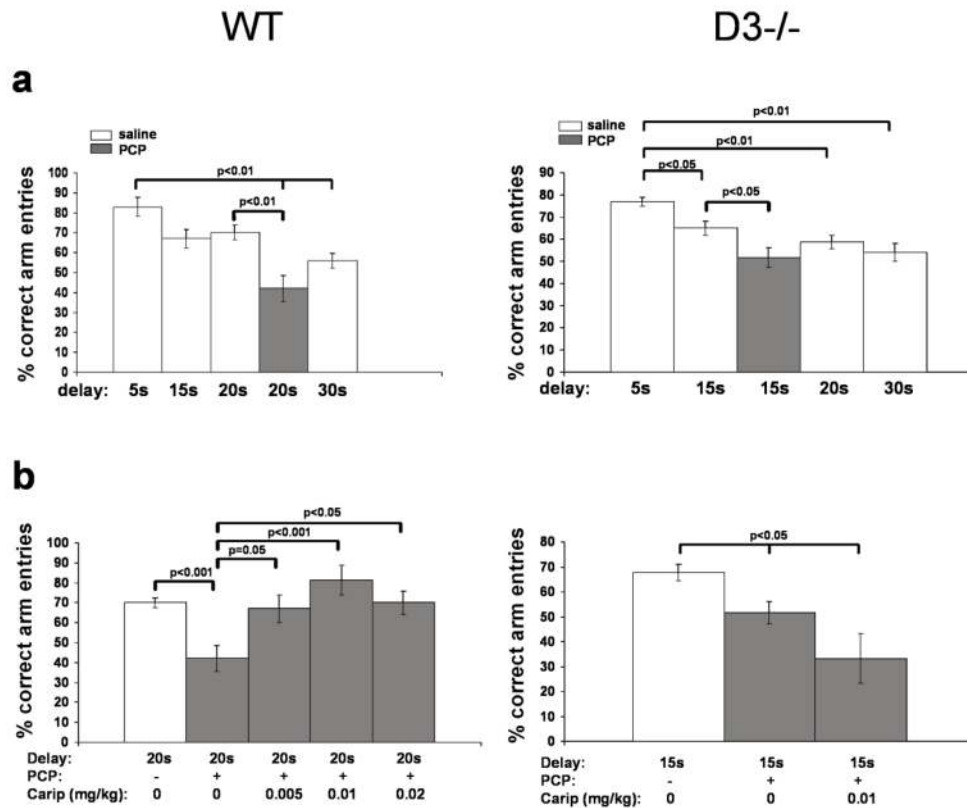 WT
D3-/-
a
saline
PCP
p<0.01
p<0.01
% correct arm entries
100
90
80
70
60
50
40
30
20
10
0
delay: 5s 15s 20s 20s 30s
saline
PCP
p<0.01
p<0.01
p<0.05
p<0.05
% correct arm entries
90
80
70
60
50
40
30
20
10
0
delay: 5s 15s 15s 20s 30s
b
p<0.05
p<0.001
p=0.05
p<0.001
% correct arm entries
100
90
80
70
60
50
40
30
20
10
0
Delay: 20s 20s 20s 20s 20s
PCP: - + + + +
Carip (mg/kg): 0 0 0.005 0.01 0.02
p<0.05
% correct arm entries
80
70
60
50
40
30
20
10
0
Delay: 15s 15s 15s
PCP: - + +
Carip (mg/kg): 0 0 0.01